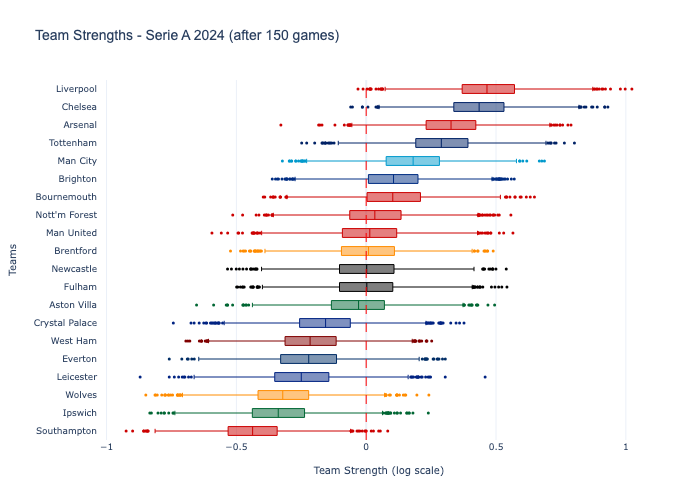 Team Strengths - Serie A 2024 (after 150 games)
Liverpool
Chelsea
Arsenal
Tottenham
Man City
Brighton
Bournemouth
Nott'm Forest
Man United
Brentford
Newcastle
Fulham
Aston Villa
Crystal Palace
West Ham
Everton
Leicester
Wolves
Ipswich
Southampton
Teams
−1
−0.5
0
0.5
1
Team Strength (log scale)